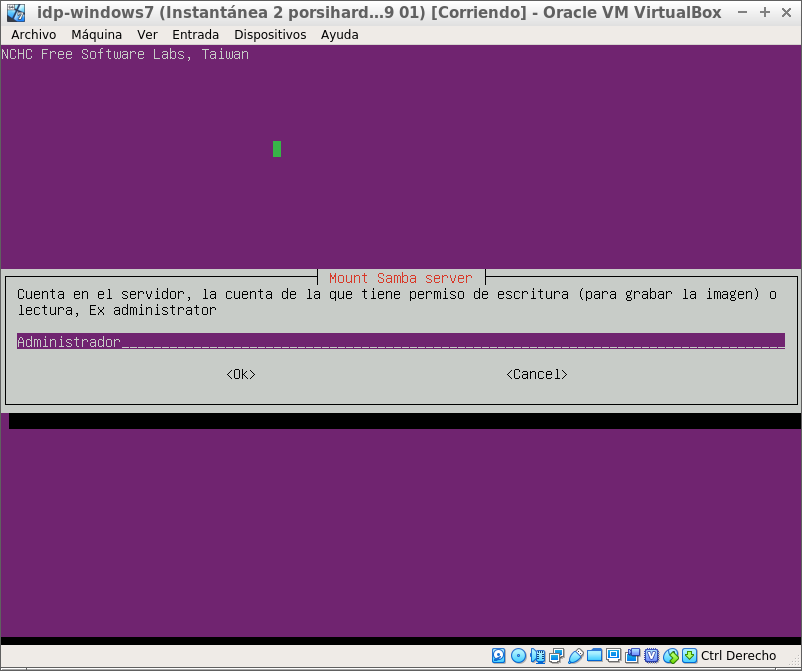 idp-windows7 (Instantánea 2 porsihard...9 01) [Corriendo] - Oracle VM VirtualBox
Archivo Máquina Ver Entrada Dispositivos Ayuda
NCHC Free Software Labs, Taiwan
Mount Samba server
Cuenta en el servidor, la cuenta de la que tiene permiso de escritura (para grabar la imagen) o
lectura, Ex administrator
Administrador
<Ok> <Cancel>
Ctrl Derecho